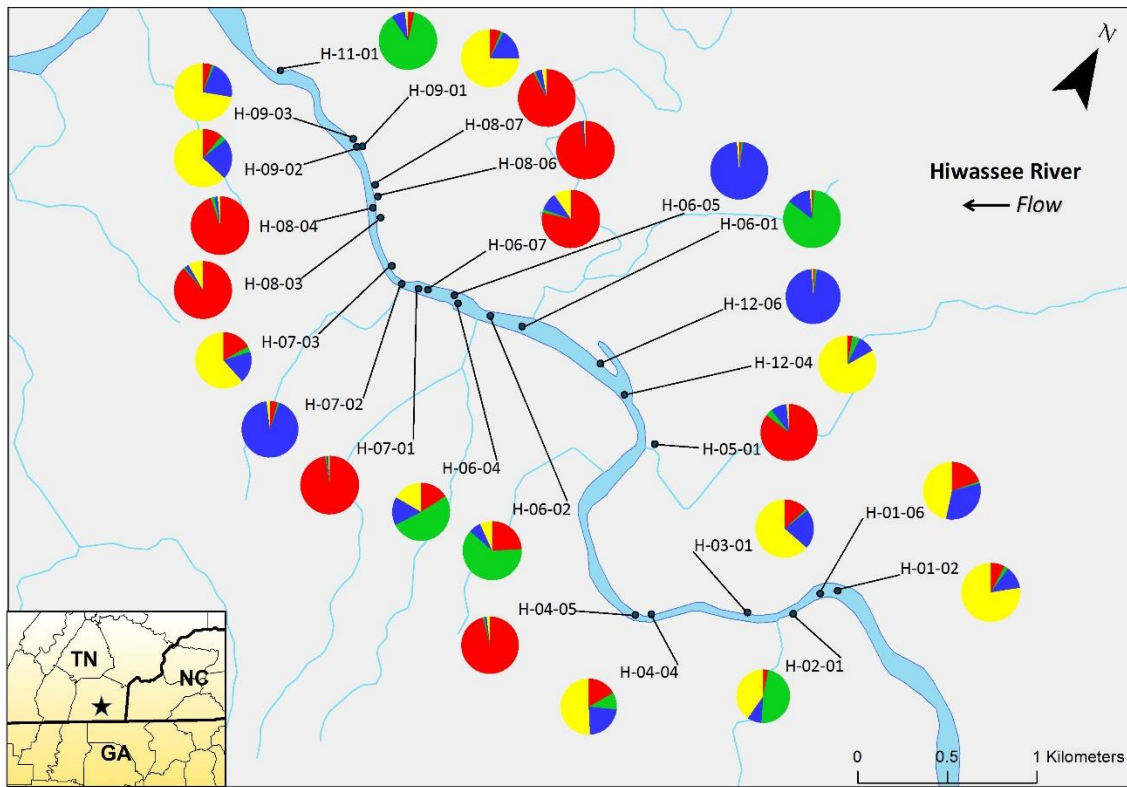 N
Hiwassee River
← Flow
H-11-01
H-09-03
H-09-01
H-09-02
H-08-07
H-08-06
H-08-04
H-08-03
H-06-05
H-06-01
H-06-07
H-07-03
H-12-06
H-12-04
H-07-02
H-07-01
H-06-04
H-06-02
H-05-01
H-01-06
H-03-01
H-01-02
H-04-05
H-04-04
H-02-01
TN
NC
GA
0 0.5 1 Kilometers